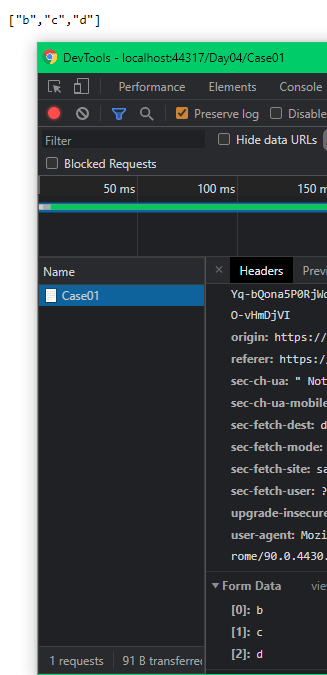 ["b","c","d"]
DevTools - localhost:44317/Day04/Case01
Performance Elements Console
Preserve log Disable
Filter Hide data URLs
Blocked Requests
50 ms 100 ms 150 m
Name × Headers Previ
Case01
Yq-bQona5P0RjWd
O-vHmDjVI
origin: https://
referer: https:/
sec-ch-ua: " Not
sec-ch-ua-mobile
sec-fetch-dest: d
sec-fetch-mode:
sec-fetch-site: sa
sec-fetch-user: ?
upgrade-insecure
user-agent: Mozi
rome/90.0.4430.
Form Data view
[0]: b
[1]: c
[2]: d
1 requests 91 B transferred